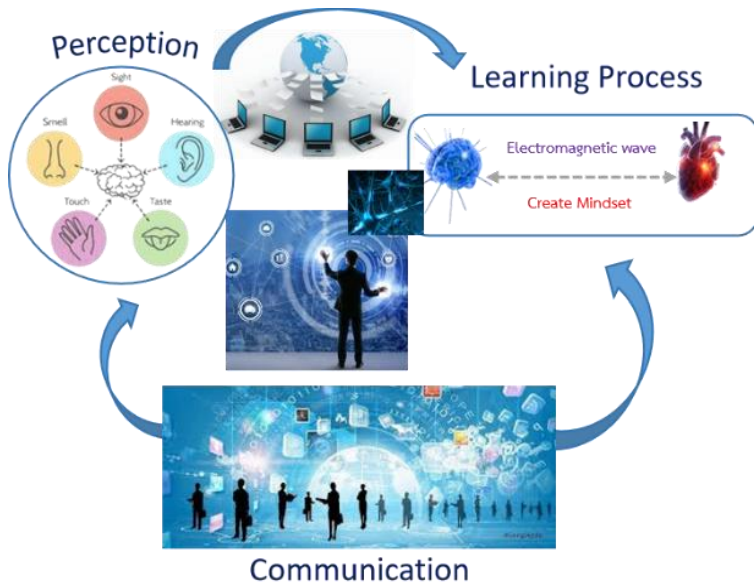 Perception
Sight
Smell
Hearing
Touch
Taste
Learning Process
Electromagnetic wave
Create Mindset
Communication